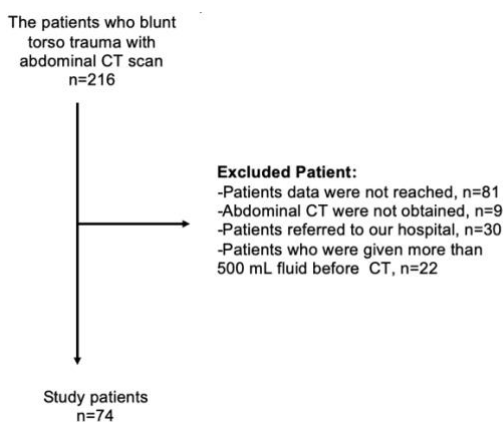 The patients who blunt
torso trauma with
abdominal CT scan
n=216
Excluded Patient:
-Patients data were not reached, n=81
-Abdominal CT were not obtained, n=9
-Patients referred to our hospital, n=30
-Patients who were given more than
500 mL fluid before CT, n=22
Study patients
n=74